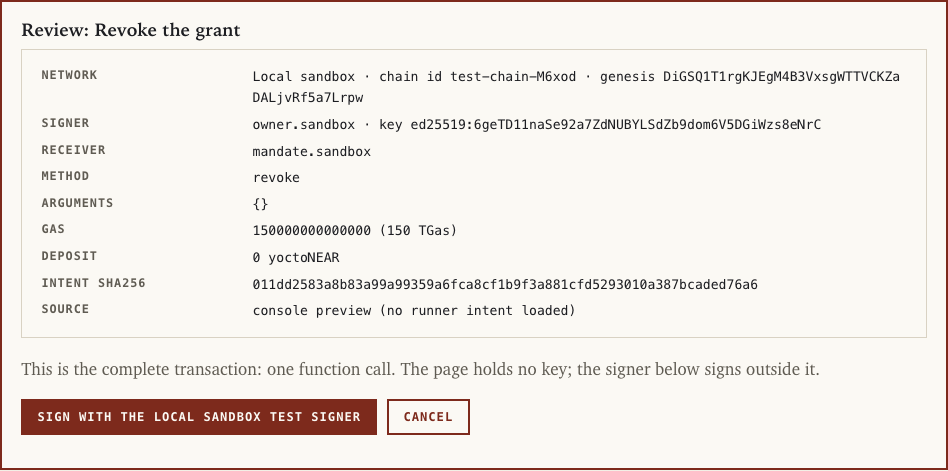 Review: Revoke the grant
NETWORK Local sandbox · chain id test-chain-M6xod · genesis DiGSQ1T1rgKJEgM4B3VxsgWTTVCKZa
DALjvRf5a7Lrpw
SIGNER owner.sandbox · key ed25519:6geTD11naSe92a7ZdNUBYLSdZb9dom6V5DGiWzs8eNrC
RECEIVER mandate.sandbox
METHOD revoke
ARGUMENTS {}
GAS 150000000000000 (150 TGas)
DEPOSIT 0 yoctoNEAR
INTENT SHA256 011dd2583a8b83a99a99359a6fca8cf1b9f3a881cfd5293010a387bcaded76a6
SOURCE console preview (no runner intent loaded)
This is the complete transaction: one function call. The page holds no key; the signer below signs outside it.
SIGN WITH THE LOCAL SANDBOX TEST SIGNER CANCEL